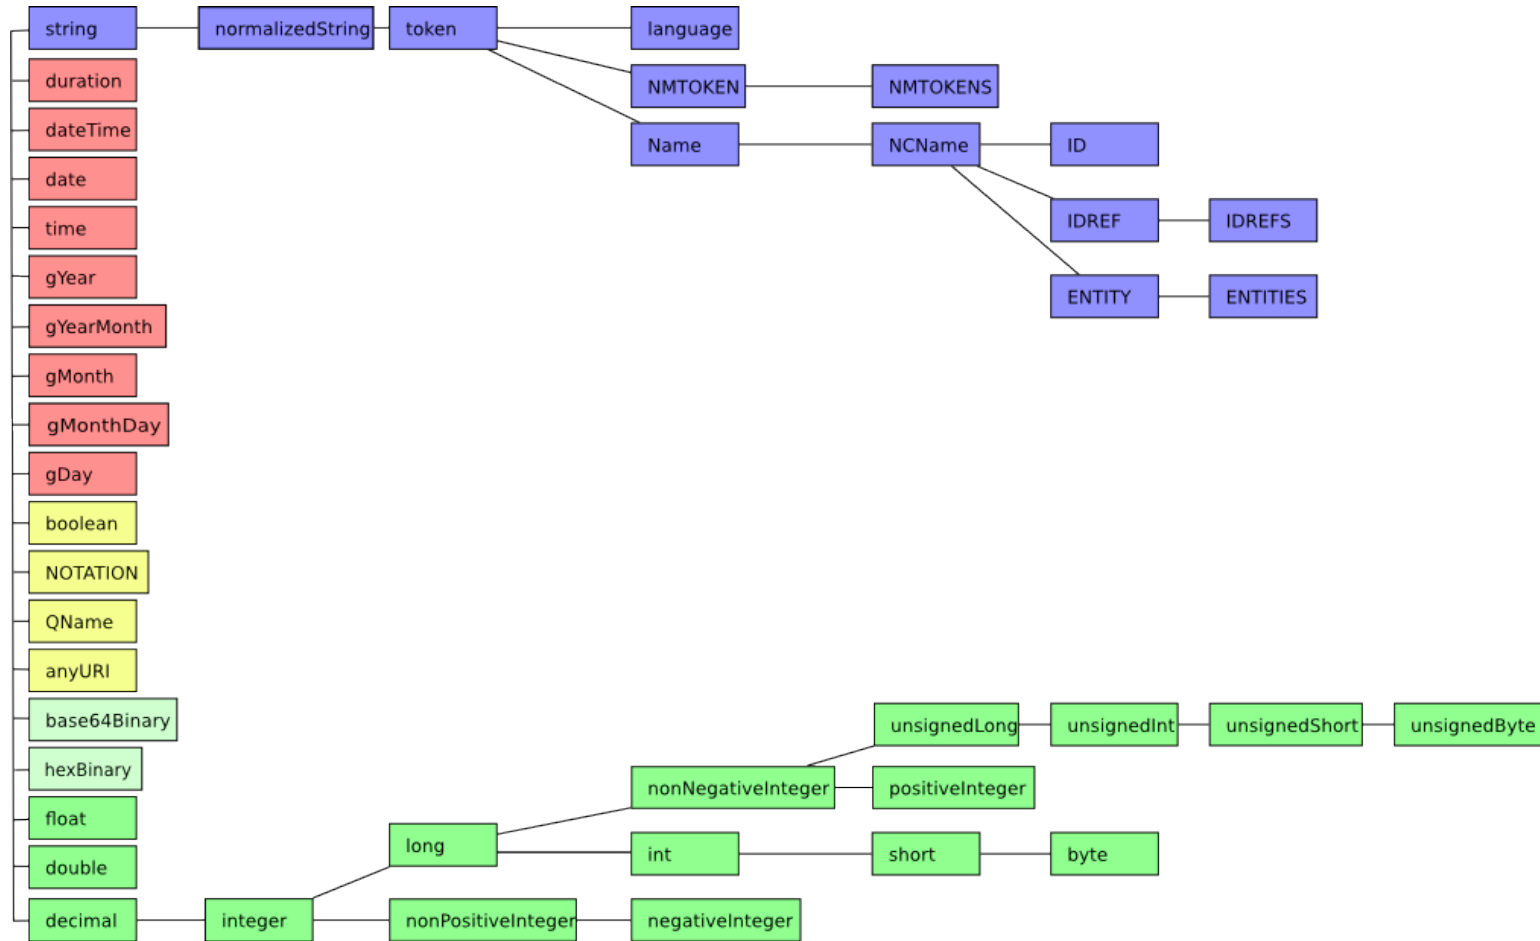 string
normalizedString
token
language
duration
NMTOKEN
NMTOKENS
dateTime
Name
NCName
ID
date
time
IDREF
IDREFS
gYear
ENTITY
ENTITIES
gYearMonth
gMonth
gMonthDay
gDay
boolean
NOTATION
QName
anyURI
base64Binary
unsignedLong
unsignedInt
unsignedShort
unsignedByte
hexBinary
nonNegativeInteger
positiveInteger
float
long
int
short
byte
double
decimal
integer
nonPositiveInteger
negativeInteger